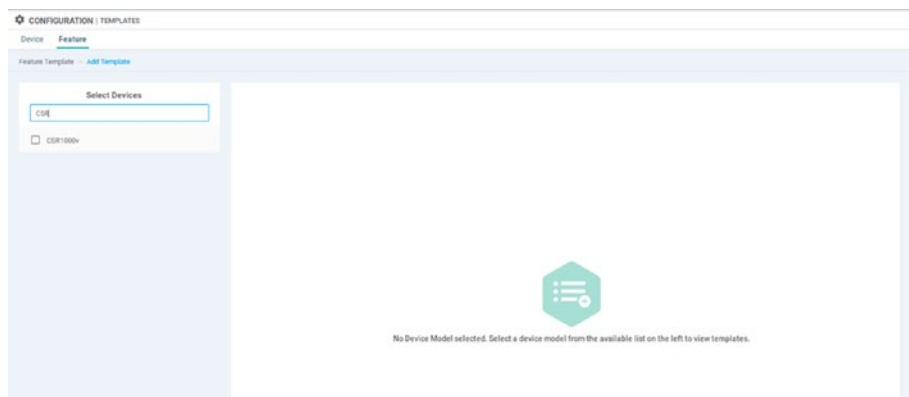 CONFIGURATION | TEMPLATES
Device Feature
Feature Template > Add Template
Select Devices
CSR
CSR1000v
No Device Model selected. Select a device model from the available list on the left to view templates.